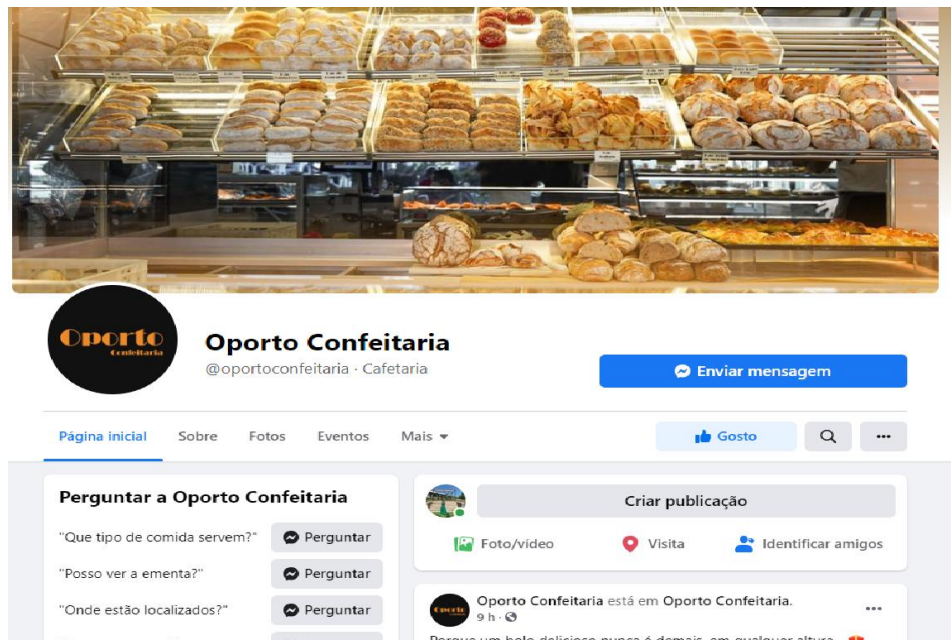 Oporto
Confeitaria
Oporto Confeitaria
@oportoconfeitaria · Cafetaria
Enviar mensagem
Página inicial
Sobre
Fotos
Eventos
Mais
Gosto
Perguntar a Oporto Confeitaria
"Que tipo de comida servem?" Perguntar
"Posso ver a ementa?" Perguntar
"Onde estão localizados?" Perguntar
Criar publicação
Foto/vídeo
Visita
Identificar amigos
Oporto
Oporto Confeitaria está em Oporto Confeitaria.
9 h ·
Porque um bolo delicioso nunca é demais, em qualquer altura